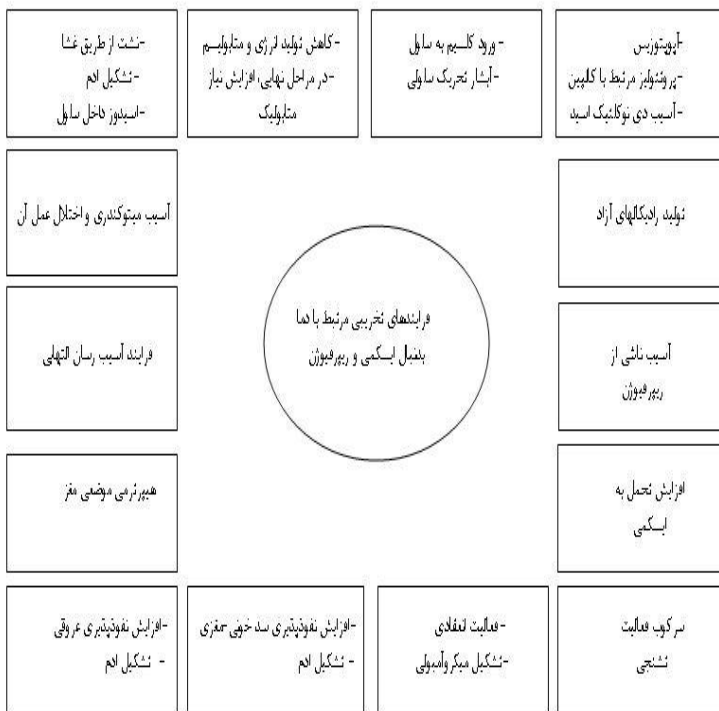 -آپوپتوزیس
-پروتئولیز مرتبط با کالپین
-آسیب دی نوکلئیک اسید
- ورود کلسیم به سلول
- آبشار تحریک سلولی
- کاهش تولید انرژی و متابولیسم
- در مراحل نهایی، افزایش نیاز
متابولیک
-نشت از طریق غشا
-تشکیل ادم
-اسیدوز داخل سلول
تولید رادیکالهای آزاد
آسیب میتوکندری و اختلال عمل آن
فرایندهای تخریبی مرتبط با دما
بدنبال ایسکمی و ریپرفیوژن
آسیب ناشی از
ریپرفیوژن
فرایند آسیب رسان التهابی
افزایش تحمل به
ایسکمی
هیپرترمی موضعی مغز
سرکوب فعالیت
تشنجی
- فعالیت انعقادی
-تشکیل میکروآمبولی
-افزایش نفوذپذیری سد خونی-مغزی
- تشکیل ادم
-افزایش نفوذپذیری عروقی
- تشکیل ادم